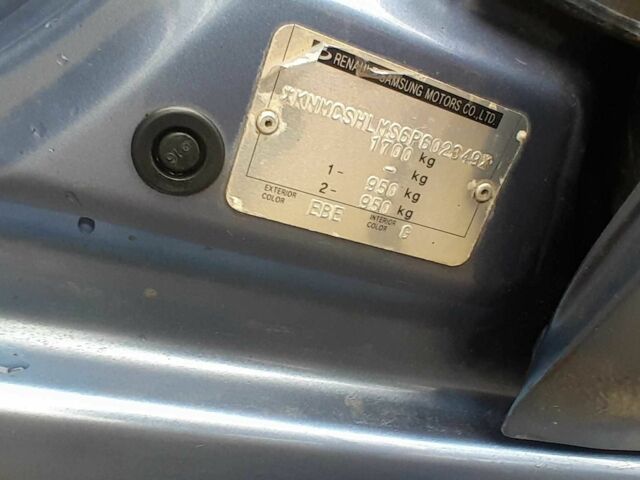 RENAULT SAMSUNG MOTORS CO.,LTD.
*KNMCSHLMS6P602349*
1700 kg
1- - kg
2- 950 kg
950 kg
EXTERIOR COLOR EBE INTERIOR COLOR G
916